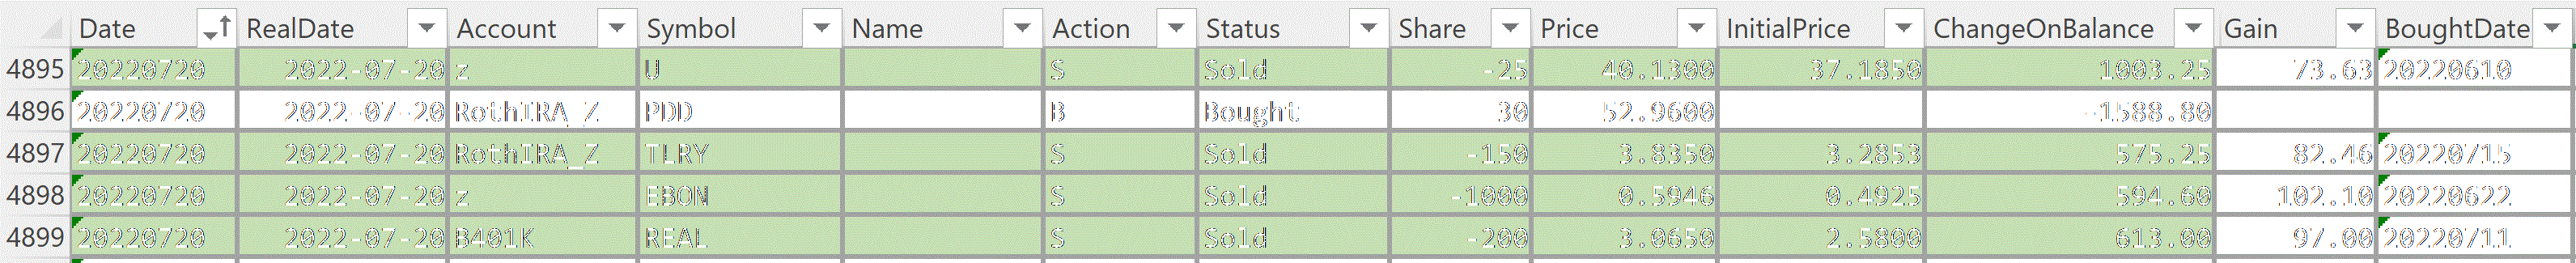 Date RealDate Account Symbol Name Action Status Share Price InitialPrice ChangeOnBalance Gain BoughtDate
4895 20220720 2022-07-20 z U S Sold -25 40.1300 37.1850 1003.25 73.63 20220610
4896 20220720 2022-07-20 RothIRA_Z PDD B Bought 30 52.9600 -1588.80
4897 20220720 2022-07-20 RothIRA_Z TLRY S Sold -150 3.8350 3.2853 575.25 82.46 20220715
4898 20220720 2022-07-20 z EBON S Sold -1000 0.5946 0.4925 594.60 102.10 20220622
4899 20220720 2022-07-20 B401K REAL S Sold -200 3.0650 2.5800 613.00 97.00 20220711